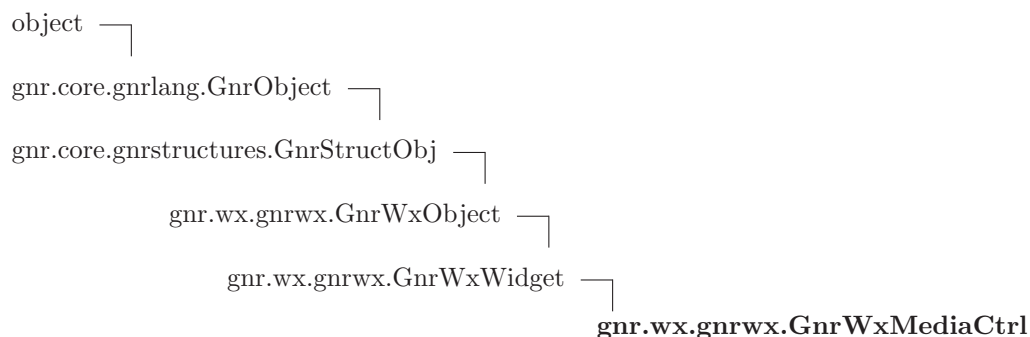 object
gnr.core.gnrlang.GnrObject
gnr.core.gnrstructures.GnrStructObj
gnr.wx.gnrwx.GnrWxObject
gnr.wx.gnrwx.GnrWxWidget
gnr.wx.gnrwx.GnrWxMediaCtrl